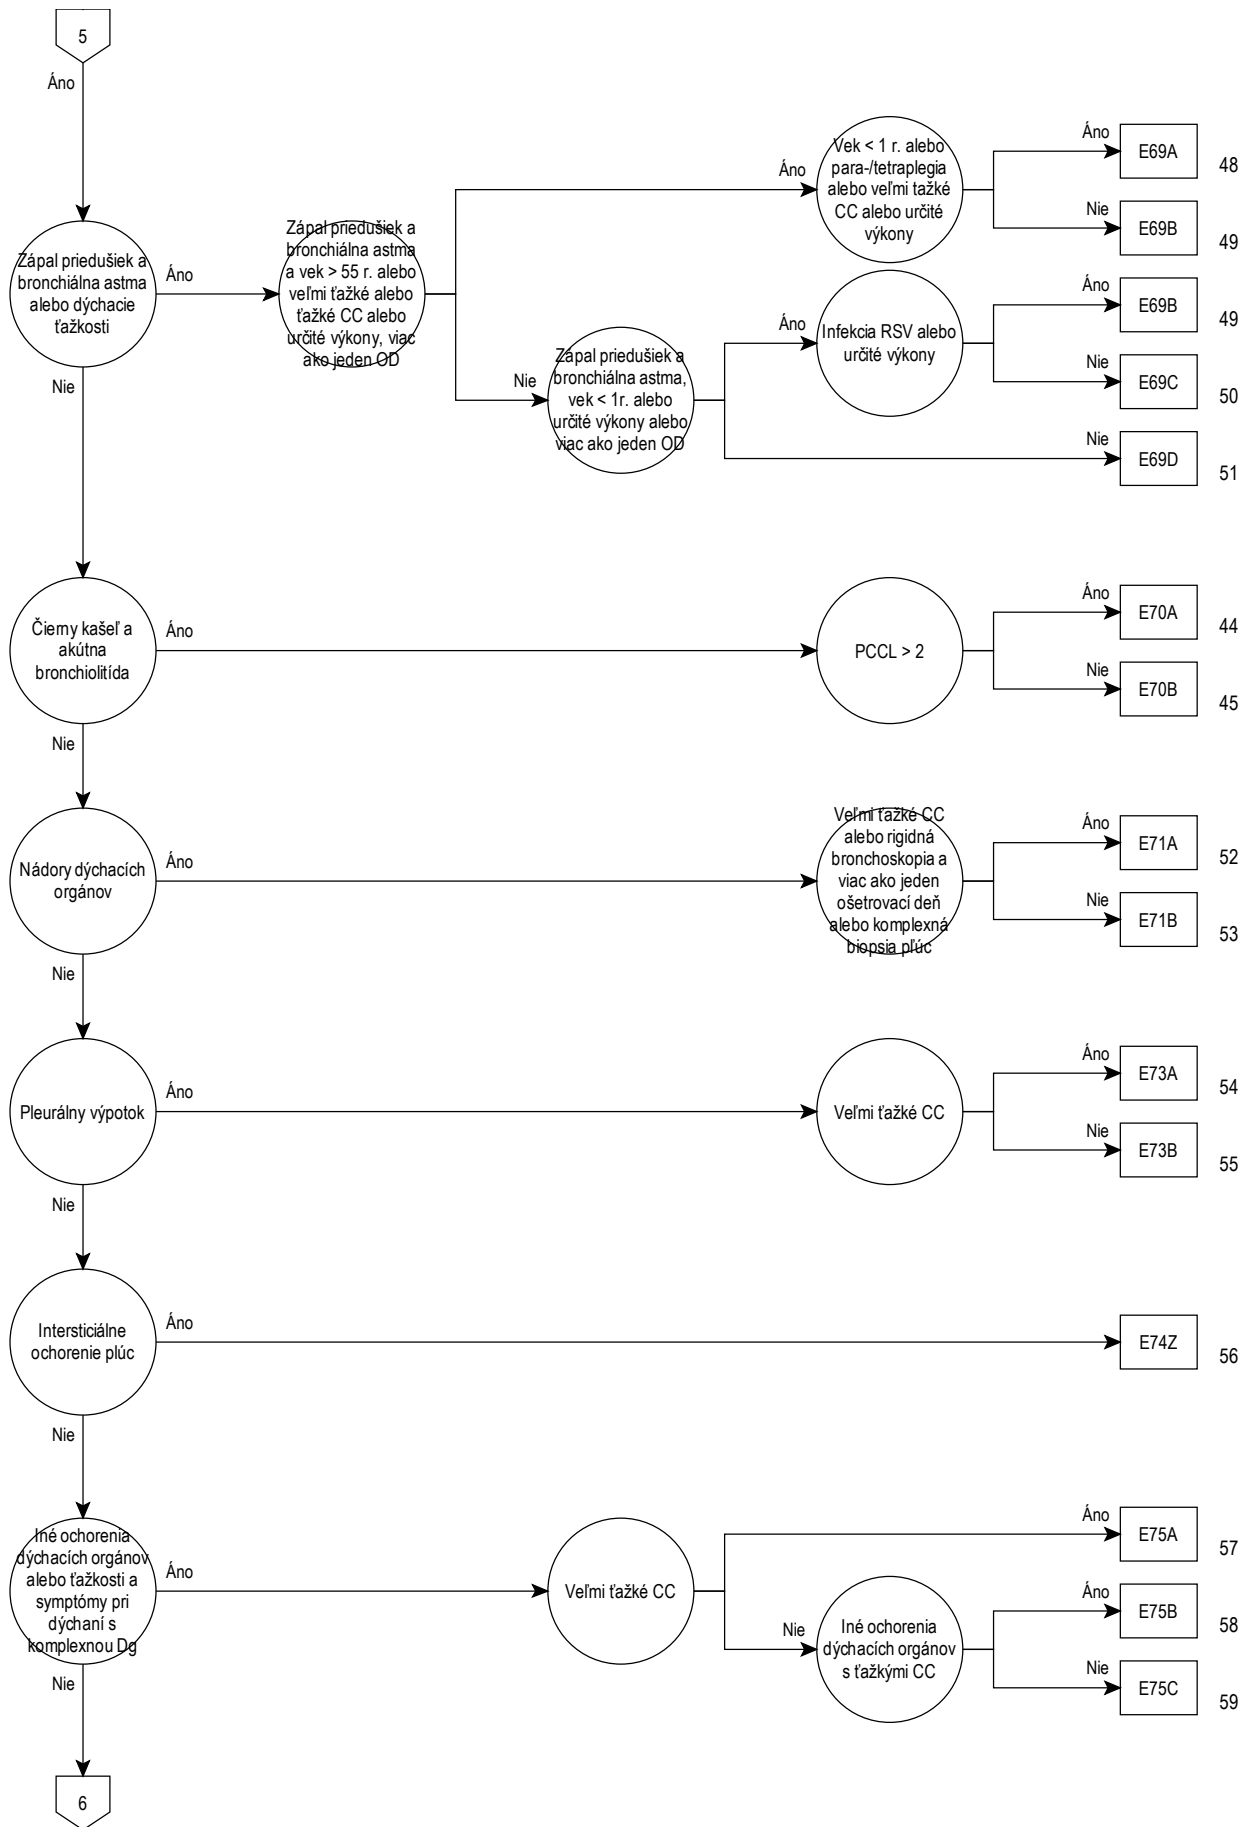 5
Áno
Zápal priedušiek a
bronchiálna astma
alebo dýchacie
ťažkosti
Áno
Zápal priedušiek a
bronchiálna astma
a vek > 55 r. alebo
veľmi ťažké alebo
ťažké CC alebo
určité výkony, viac
ako jeden OD
Áno
Vek < 1 r. alebo
para-/tetraplegia
alebo veľmi tažké
CC alebo určité
výkony
Áno
E69A
48
Nie
E69B
49
Nie
Zápal priedušiek a
bronchiálna astma,
vek < 1r. alebo
určité výkony alebo
viac ako jeden OD
Áno
Infekcia RSV alebo
určité výkony
Áno
E69B
49
Nie
E69C
50
Nie
E69D
51
Nie
Čierny kašeľ a
akútna
bronchiolitída
Áno
PCCL > 2
Áno
E70A
44
Nie
E70B
45
Nie
Nádory dýchacích
orgánov
Áno
Veľmi ťažké CC
alebo rigidná
bronchoskopia a
viac ako jeden
ošetrovací deň
alebo komplexná
biopsia pľúc
Áno
E71A
52
Nie
E71B
53
Nie
Pleurálny výpotok
Áno
Veľmi ťažké CC
Áno
E73A
54
Nie
E73B
55
Nie
Intersticiálne
ochorenie plúc
Áno
E74Z
56
Nie
Iné ochorenia
dýchacích orgánov
alebo ťažkosti a
symptómy pri
dýchaní s
komplexnou Dg
Áno
Veľmi ťažké CC
Áno
E75A
57
Nie
Iné ochorenia
dýchacích orgánov
s ťažkými CC
Áno
E75B
58
Nie
E75C
59
Nie
6